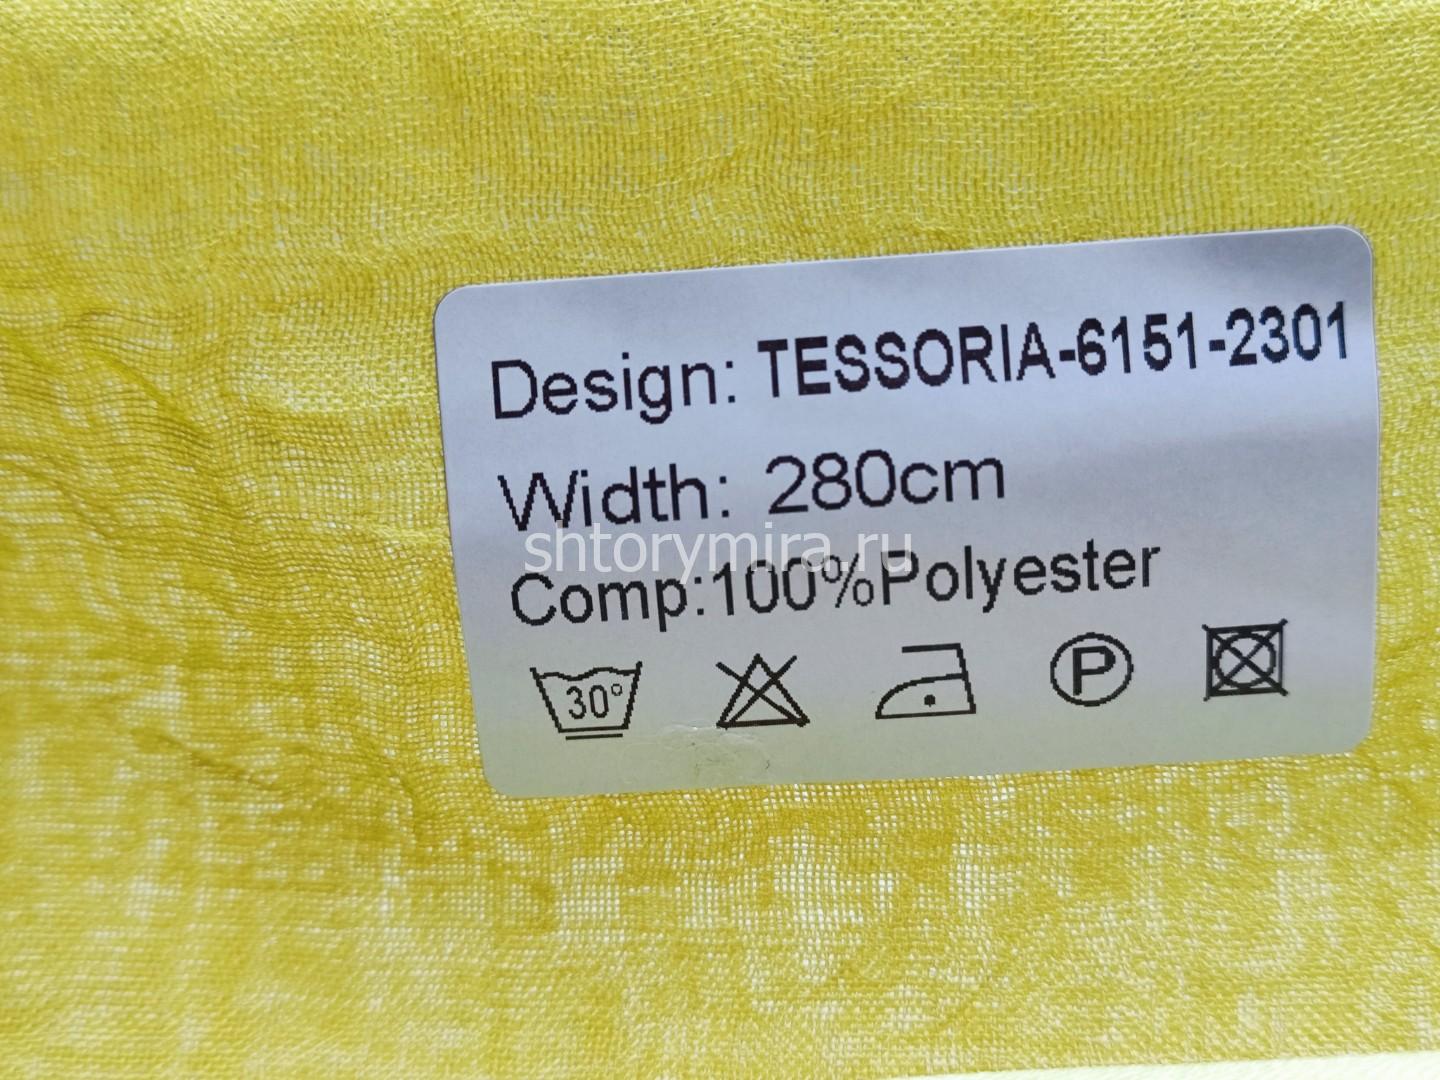 Design: TESSORIA-6151-2301
Width: 280cm
shtorymira.ru
Comp:100%Polyester
30°
P